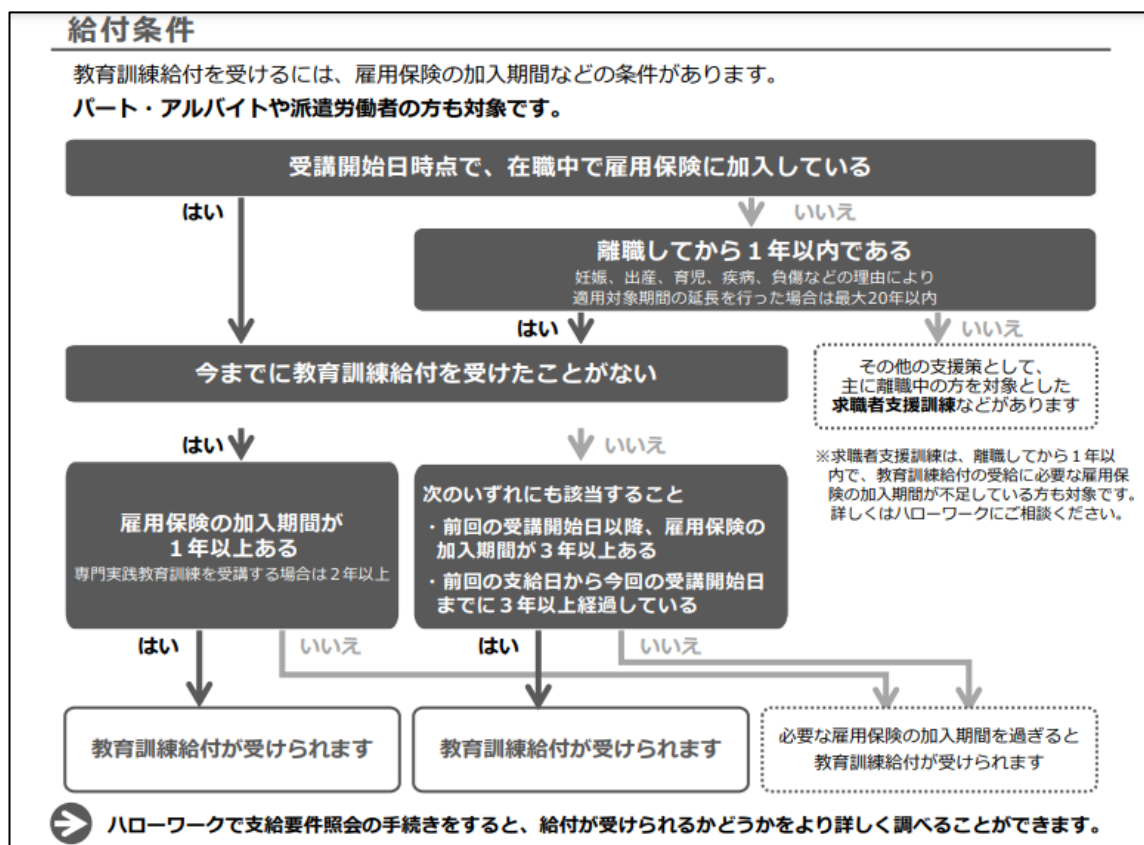 給付条件
教育訓練給付を受けるには、雇用保険の加入期間などの条件があります。
パート・アルバイトや派遣労働者の方も対象です。
受講開始日時点で、在職中で雇用保険に加入している
はい
いいえ
離職してから1年以内である
妊娠、出産、育児、疾病、負傷などの理由により
適用対象期間の延長を行った場合は最大20年以内
はい
いいえ
今までに教育訓練給付を受けたことがない
その他の支援策として、
主に離職中の方を対象とした
求職者支援訓練などがあります
はい
いいえ
※求職者支援訓練は、離職してから1年以
内で、教育訓練給付の受給に必要な雇用保
険の加入期間が不足している方も対象です。
詳しくはハローワークにご相談ください。
雇用保険の加入期間が
1年以上ある
専門実践教育訓練を受講する場合は2年以上
次のいずれにも該当すること
・前回の受講開始日以降、雇用保険の
加入期間が3年以上ある
・前回の支給日から今回の受講開始日
までに3年以上経過している
はい
いいえ
はい
いいえ
教育訓練給付が受けられます
教育訓練給付が受けられます
必要な雇用保険の加入期間を過ぎると
教育訓練給付が受けられます
ハローワークで支給要件照会の手続きをすると、給付が受けられるかどうかをより詳しく調べることができます。